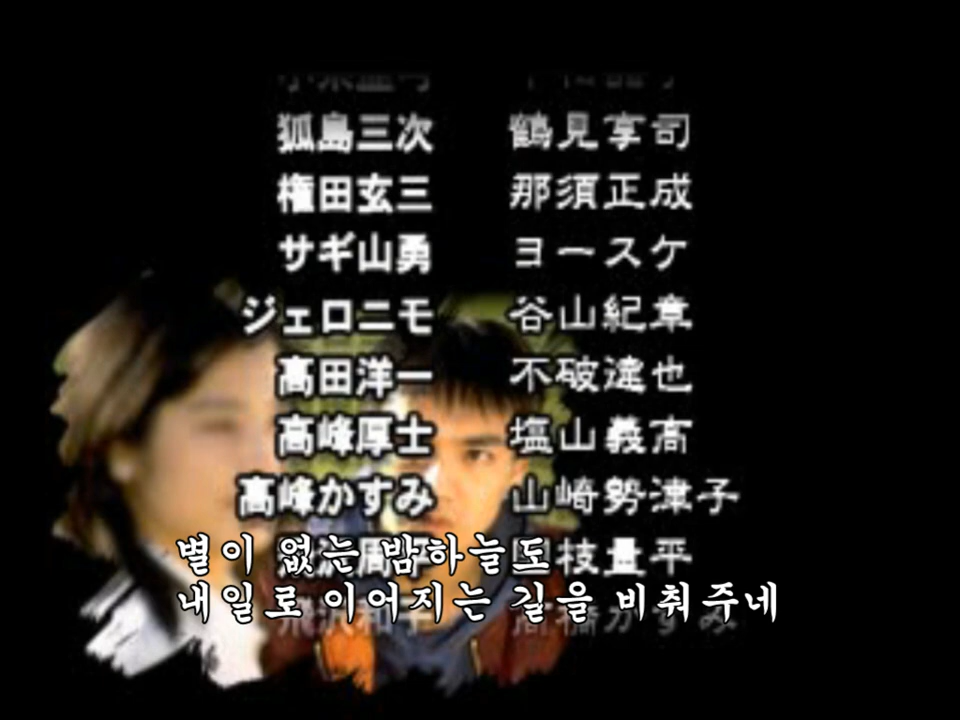 狐島三次 鶴見享司
権田玄三 那須正成
サギ山勇 ヨースケ
ジェロニモ 谷山紀章
高田洋一 不破達也
高峰厚士 塩山義高
高峰かすみ 山崎勢津子
枝量平
별이 없는 밤하늘도
내일로 이어지는 길을 비춰주네